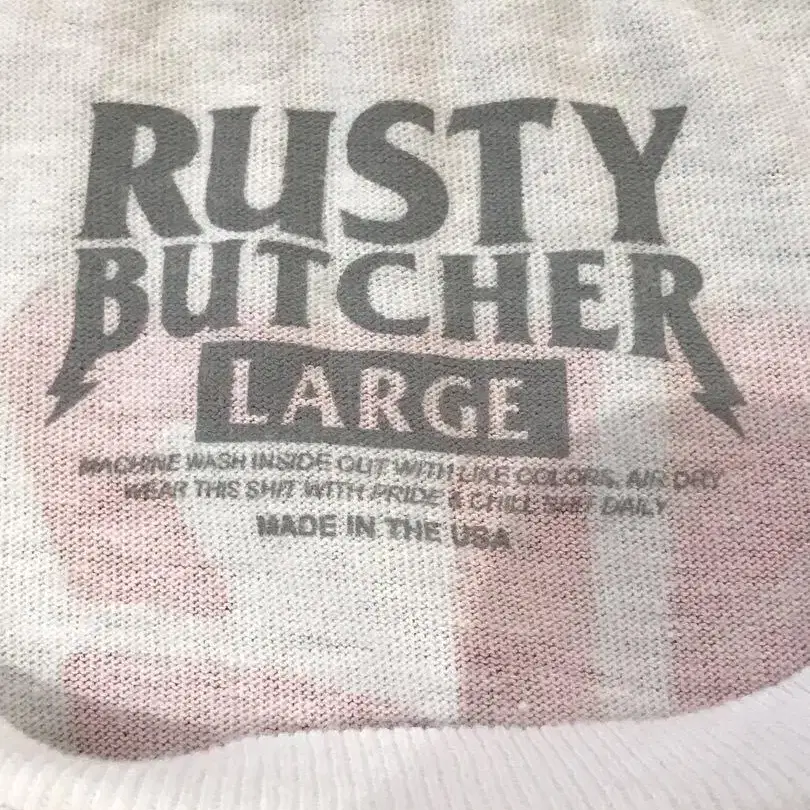 RUSTY
BUTCHER
LARGE
MACHINE WASH INSIDE OUT WITH LIKE COLORS. AIR DRY
WEAR THIS SHIT WITH PRIDE & CHILL DAILY
MADE IN THE USA